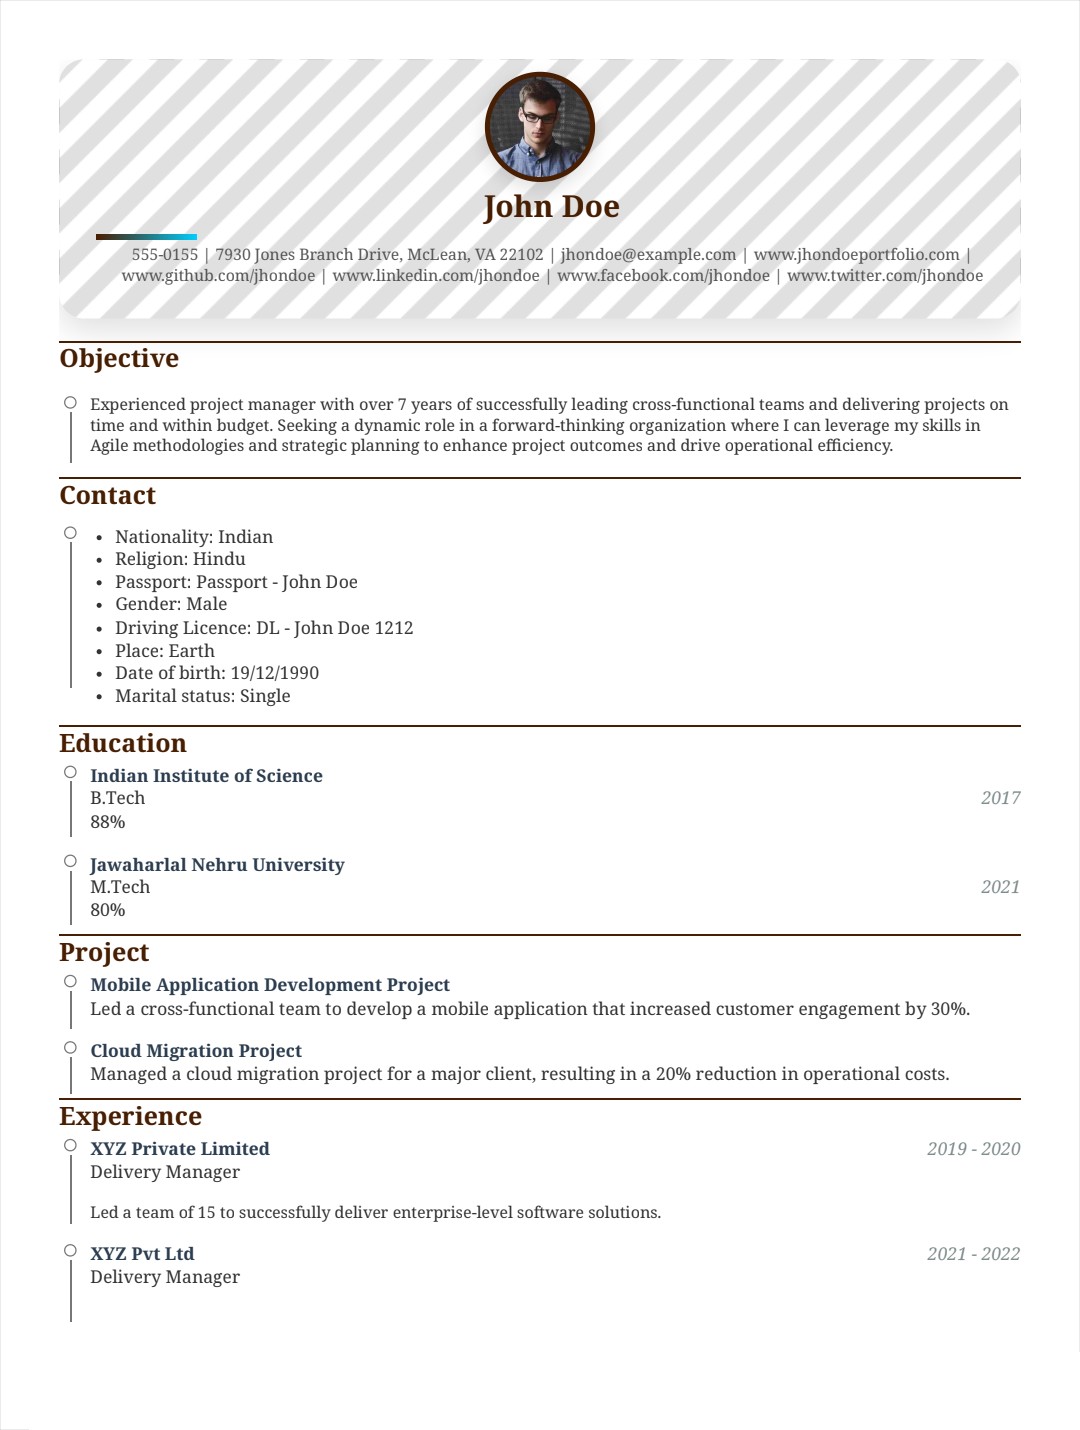 John Doe
555-0155 | 7930 Jones Branch Drive, McLean, VA 22102 | jhondoe@example.com | www.jhondoeportfolio.com |
www.github.com/jhondoe | www.linkedin.com/jhondoe | www.facebook.com/jhondoe | www.twitter.com/jhondoe
Objective
Experienced project manager with over 7 years of successfully leading cross-functional teams and delivering projects on
time and within budget. Seeking a dynamic role in a forward-thinking organization where I can leverage my skills in
Agile methodologies and strategic planning to enhance project outcomes and drive operational efficiency.
Contact
• Nationality: Indian
• Religion: Hindu
• Passport: Passport - John Doe
• Gender: Male
• Driving Licence: DL - John Doe 1212
• Place: Earth
• Date of birth: 19/12/1990
• Marital status: Single
Education
Indian Institute of Science
B.Tech 2017
88%
Jawaharlal Nehru University
M.Tech 2021
80%
Project
Mobile Application Development Project
Led a cross-functional team to develop a mobile application that increased customer engagement by 30%.
Cloud Migration Project
Managed a cloud migration project for a major client, resulting in a 20% reduction in operational costs.
Experience
XYZ Private Limited 2019 - 2020
Delivery Manager
Led a team of 15 to successfully deliver enterprise-level software solutions.
XYZ Pvt Ltd 2021 - 2022
Delivery Manager